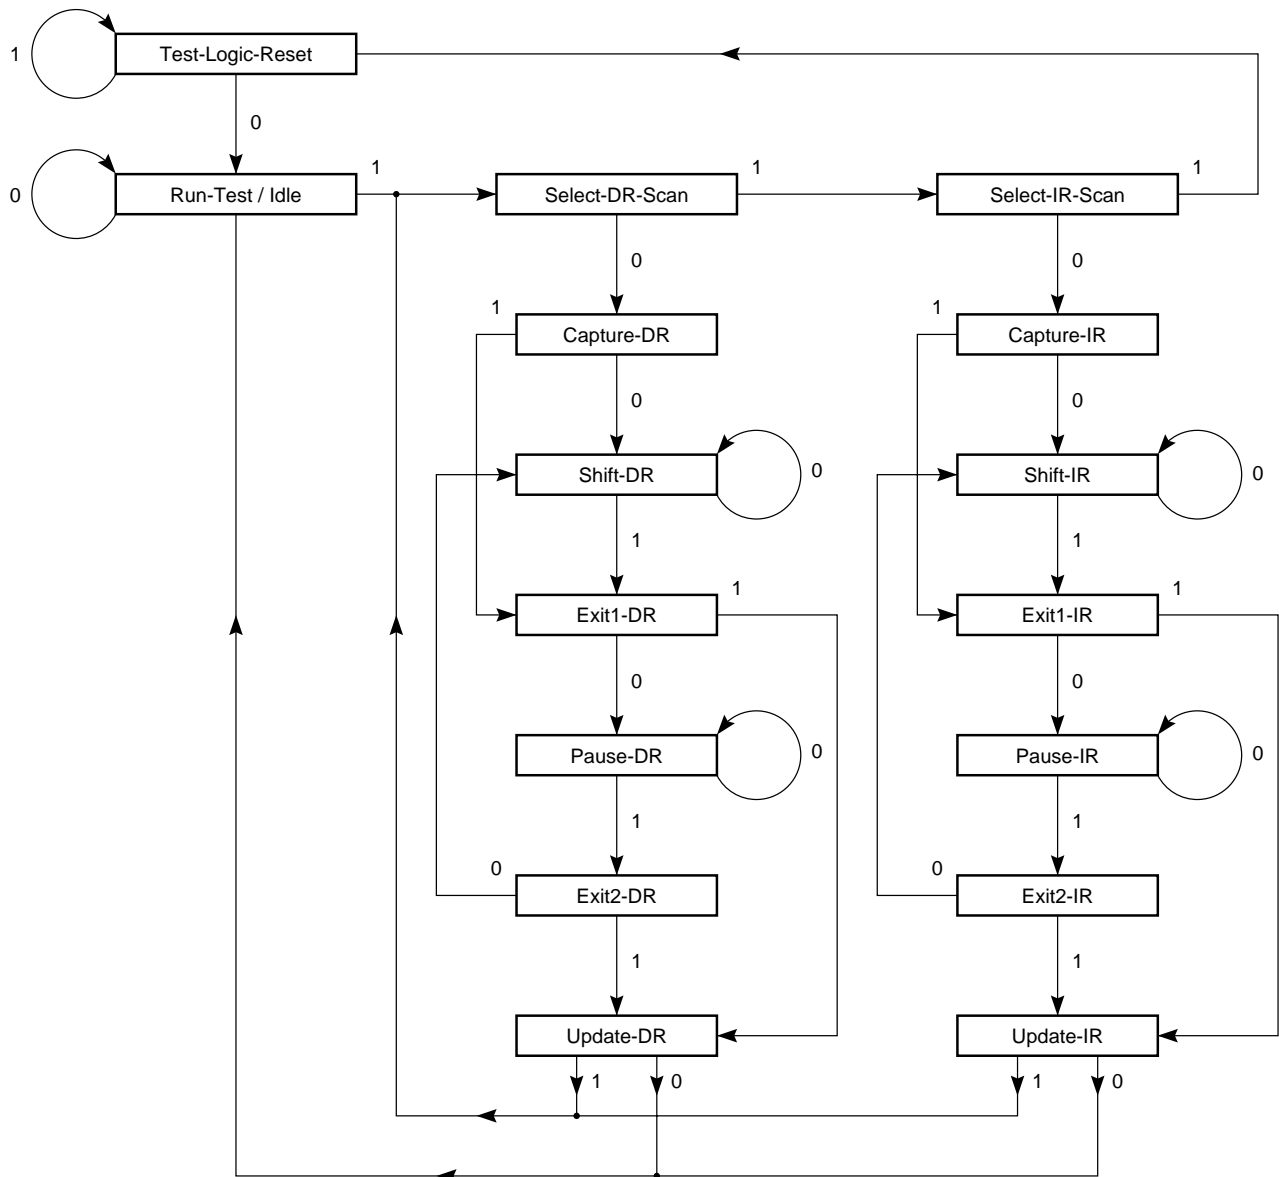 1
Test-Logic-Reset
0
0
Run-Test / Idle
1
Select-DR-Scan
1
Select-IR-Scan
1
0
0
1
Capture-DR
1
Capture-IR
0
0
Shift-DR
0
Shift-IR
0
1
1
Exit1-DR
1
Exit1-IR
1
0
0
Pause-DR
0
Pause-IR
0
1
1
0
Exit2-DR
0
Exit2-IR
1
1
Update-DR
Update-IR
1
0
1
0